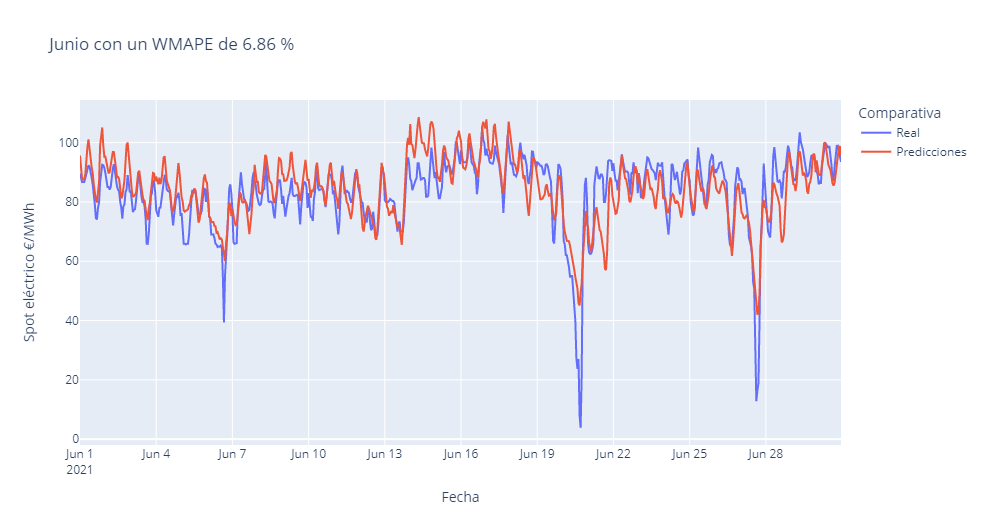 Junio con un WMAPE de 6.86 %
Comparativa
Real
Predicciones
Spot eléctrico €/MWh
100
80
60
40
20
0
Jun 1
2021
Jun 4
Jun 7
Jun 10
Jun 13
Jun 16
Jun 19
Jun 22
Jun 25
Jun 28
Fecha